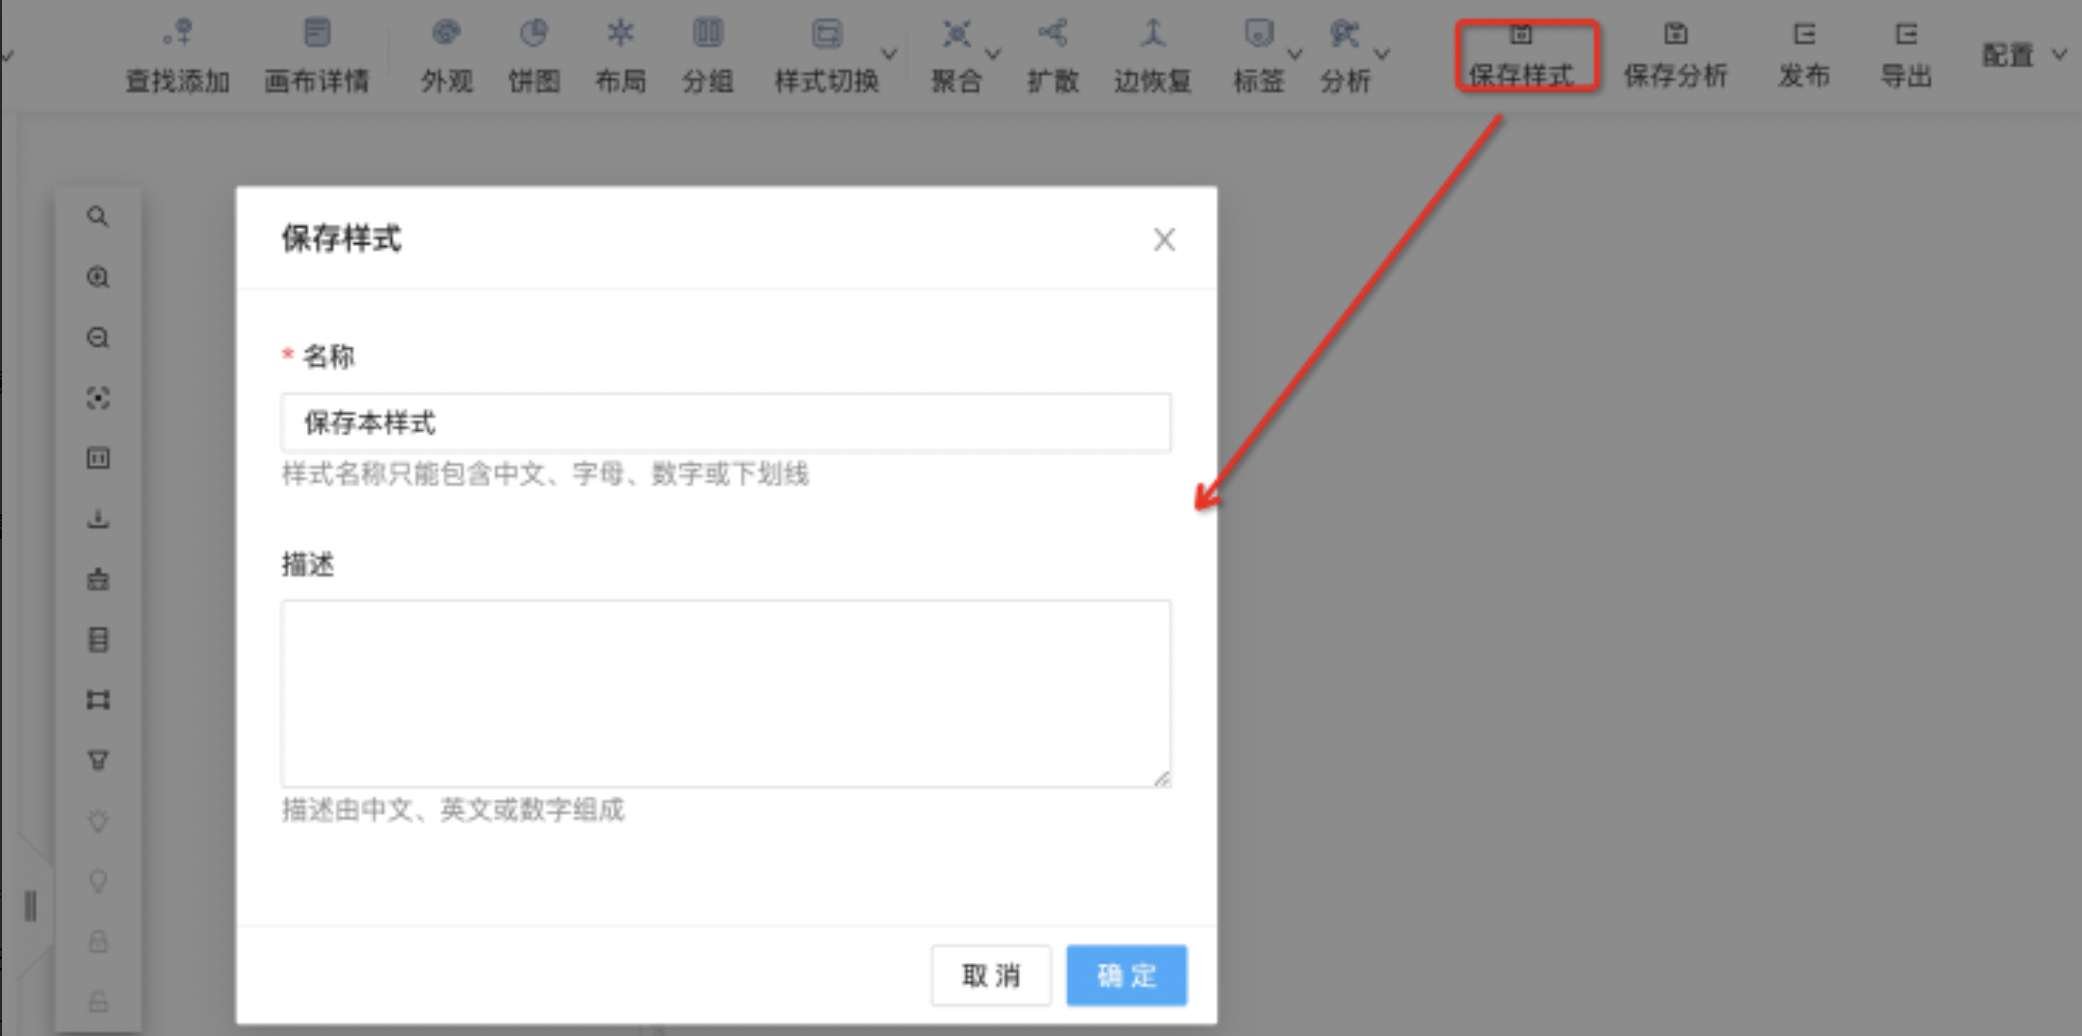 查找添加 画布详情 外观 饼图 布局 分组 样式切换 聚合 扩散 边恢复 标签 分析 保存样式 保存分析 发布 导出 配置
保存样式
* 名称
保存本样式
样式名称只能包含中文、字母、数字或下划线
描述
描述由中文、英文或数字组成
取 消 确 定